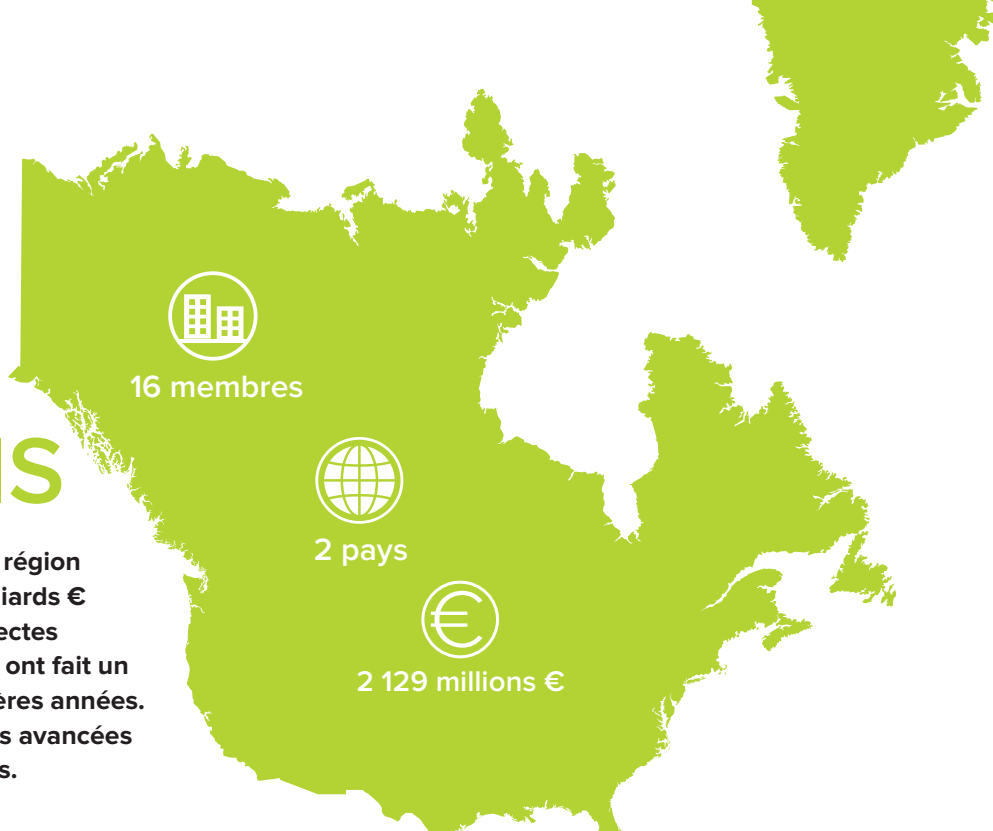 16 membres
2 pays
2 129 millions €
région
iards €
ectes
ont fait un
ères années.
s avancées
s.